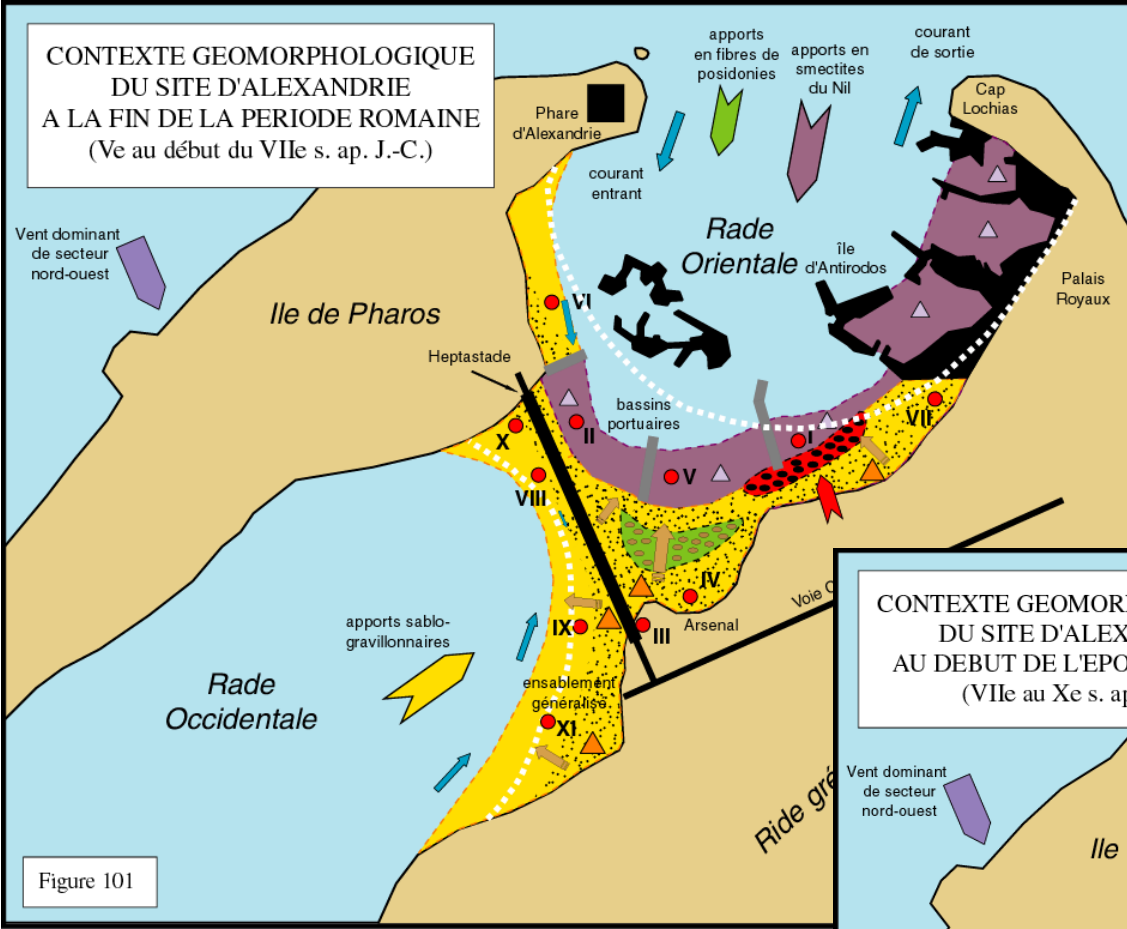 CONTEXTE GEOMORPHOLOGIQUE
DU SITE D'ALEXANDRIE
A LA FIN DE LA PERIODE ROMAINE
(Ve au début du VIIe s. ap. J.-C.)
apports
en fibres de
posidonies
apports en
smectites
du Nil
courant
de sortie
Cap
Lochias
Phare
d'Alexandrie
courant
entrant
Vent dominant
de secteur
nord-ouest
Rade
Orientale
île
d'Antirodos
Palais
Royaux
Ile de Pharos
VI
Heptastade
bassins
portuaires
VII
X
II
I
V
VIII
IV
Voie
Arsenal
IX
III
apports sablo-
gravillonnaires
ensablement
généralisé
XI
Rade
Occidentale
Ride
Figure 101
CONTEXTE
DU SITE
AU DEBUT DE
(VIIe au Xe s.
Vent dominant
de secteur
nord-ouest
Ile